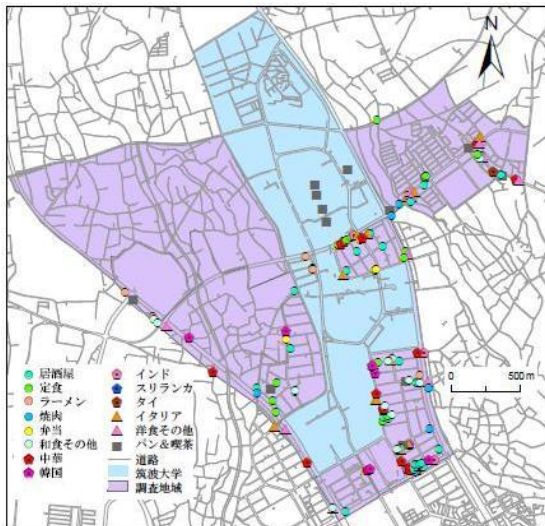 N
0 500 m
居酒屋 インド
定食 スリランカ
ラーメン タイ
焼肉 イタリア
弁当 洋食その他
和食その他 パン&喫茶
中華 道路
韓国 筑波大学
調査地域